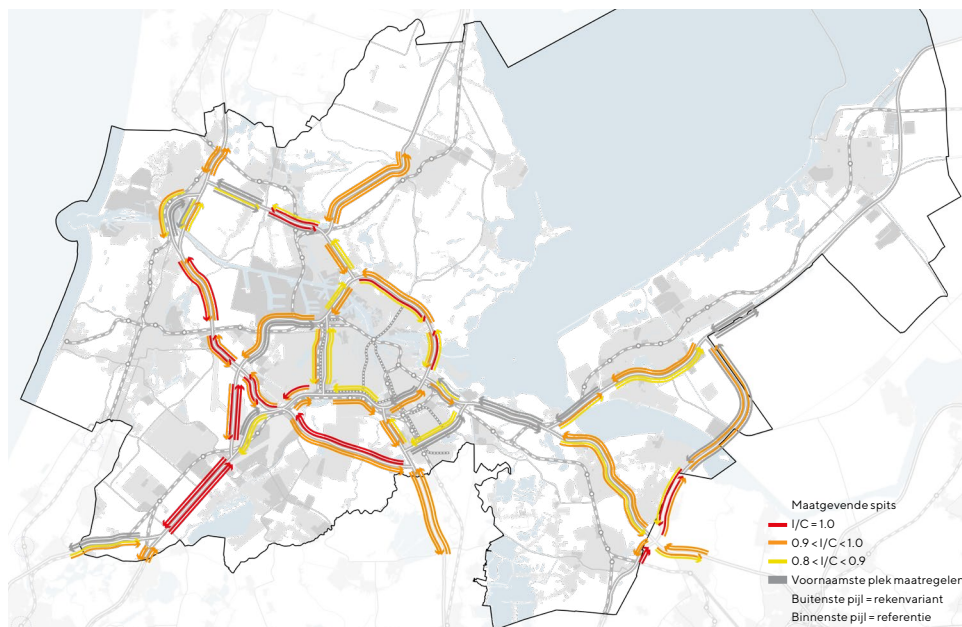 Maatgevende spits
I/C = 1.0
0.9 < I/C < 1.0
0.8 < I/C < 0.9
Voornaamste plek maatregelen
Buitenste pijl = rekenvariant
Binnenste pijl = referentie